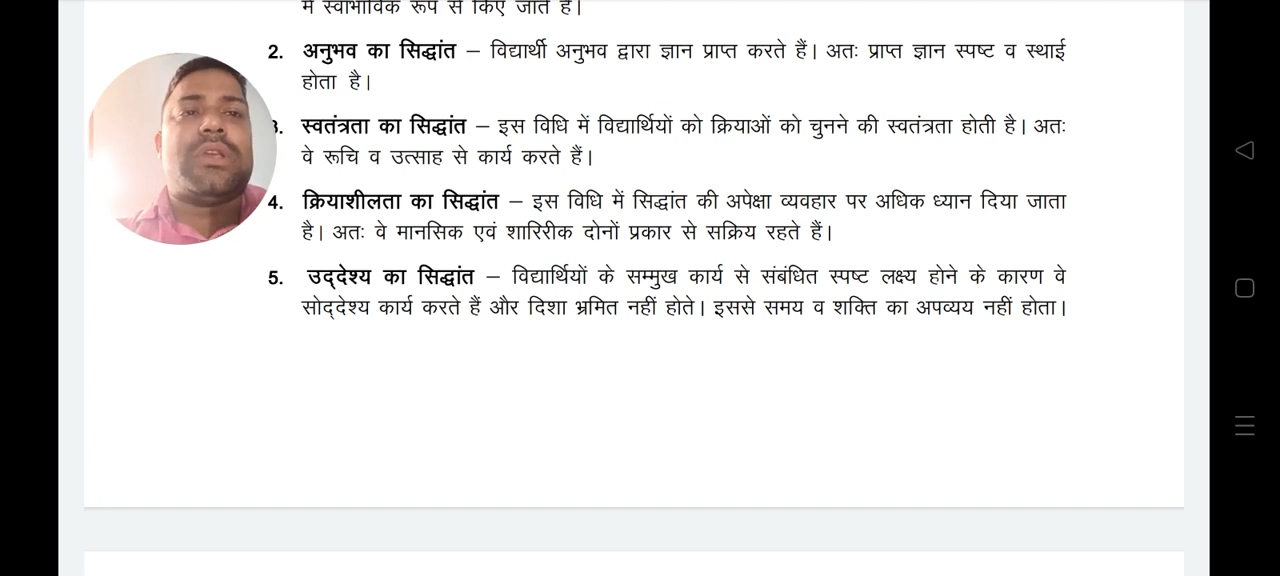 में स्वाभाविक रूप से किए जाते हैं।
2. अनुभव का सिद्धांत – विद्यार्थी अनुभव द्वारा ज्ञान प्राप्त करते हैं। अतः प्राप्त ज्ञान स्पष्ट व स्थाई
होता है।
3. स्वतंत्रता का सिद्धांत – इस विधि में विद्यार्थियों को क्रियाओं को चुनने की स्वतंत्रता होती है। अतः
वे रूचि व उत्साह से कार्य करते हैं।
4. क्रियाशीलता का सिद्धांत – इस विधि में सिद्धांत की अपेक्षा व्यवहार पर अधिक ध्यान दिया जाता
है। अतः वे मानसिक एवं शारिरीक दोनों प्रकार से सक्रिय रहते हैं।
5. उद्देश्य का सिद्धांत – विद्यार्थियों के सम्मुख कार्य से संबंधित स्पष्ट लक्ष्य होने के कारण वे
सोद्देश्य कार्य करते हैं और दिशा भ्रमित नहीं होते। इससे समय व शक्ति का अपव्यय नहीं होता।